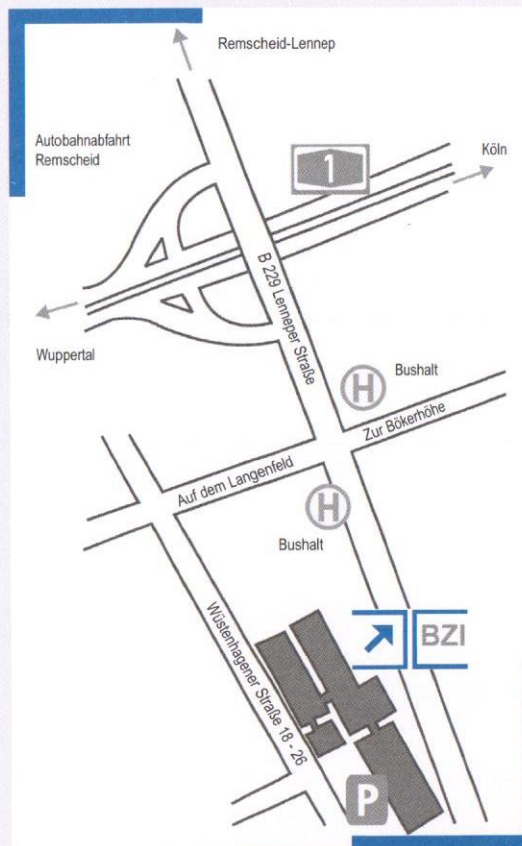 Remscheid-Lennep
Autobahnabfahrt
Remscheid
1
Köln
B 229 Lenneper Straße
Wuppertal
H
Bushalt
Zur Bökerhöhe
Auf dem Langenfeld
H
Bushalt
BZI
Wüstenhagener Straße 18 - 26
P